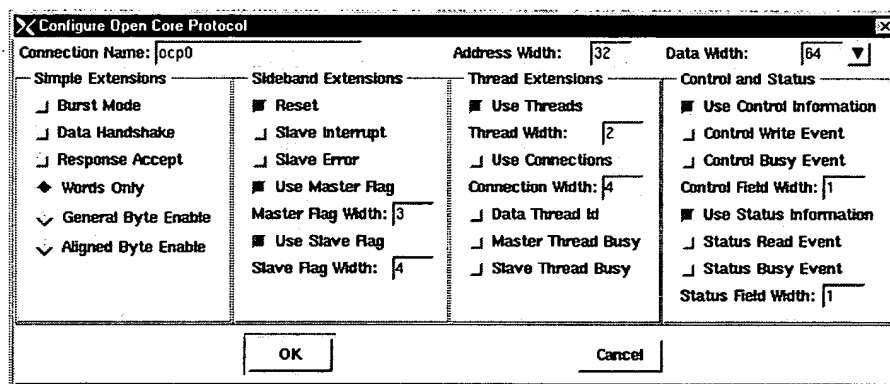 Configure Open Core Protocol
Connection Name: ocp0 Address Width: 32 Data Width: 64
Simple Extensions
Burst Mode
Data Handshake
Response Accept
Words Only
General Byte Enable
Aligned Byte Enable
Sideband Extensions
Reset
Slave Interrupt
Slave Error
Use Master Flag
Master Flag Width: 3
Use Slave Flag
Slave Flag Width: 4
Thread Extensions
Use Threads
Thread Width: 2
Use Connections
Connection Width: 4
Data Thread Id
Master Thread Busy
Slave Thread Busy
Control and Status
Use Control Information
Control Write Event
Control Busy Event
Control Field Width: 1
Use Status Information
Status Read Event
Status Busy Event
Status Field Width: 1
OK Cancel